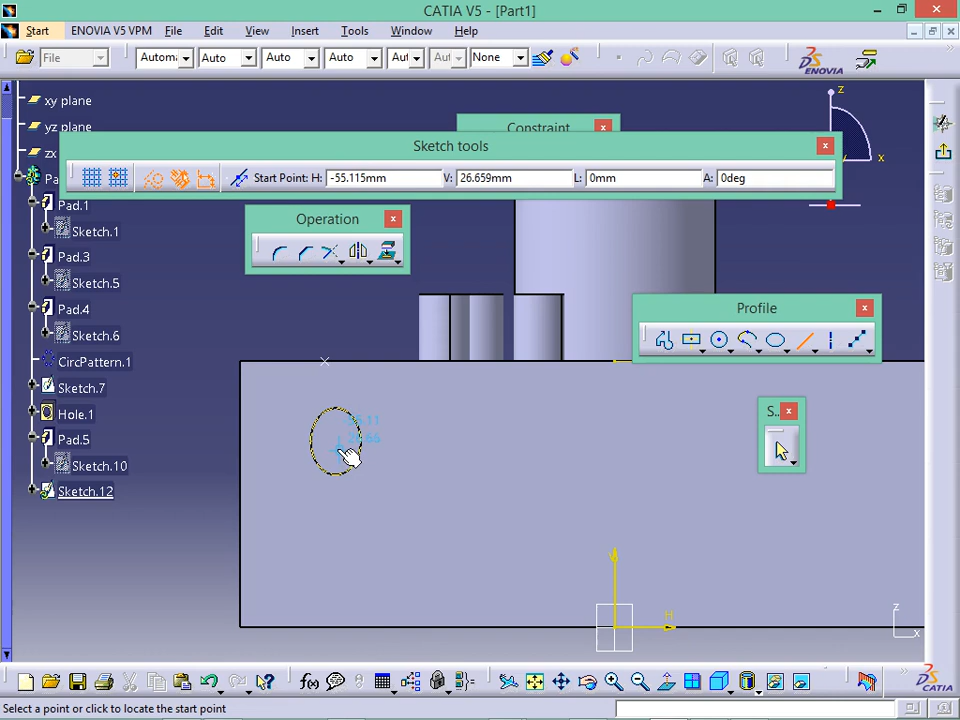 CATIA V5 - [Part1]
Start ENOVIA V5 VPM File Edit View Insert Tools Window Help
File Automa Auto Auto Auto Aut Aut None
ENOVIA
xy plane
yz plane
zx
Pa
Pad.1
Sketch.1
Pad.3
Sketch.5
Pad.4
Sketch.6
CircPattern.1
Sketch.7
Hole.1
Pad.5
Sketch.10
Sketch.12
z
x
y
Constraint
Sketch tools
Start Point: H: -55.115mm V: 26.659mm L: 0mm A: 0deg
Operation
Profile
S..
H
z
x
f(x)
CATIA
Select a point or click to locate the start point